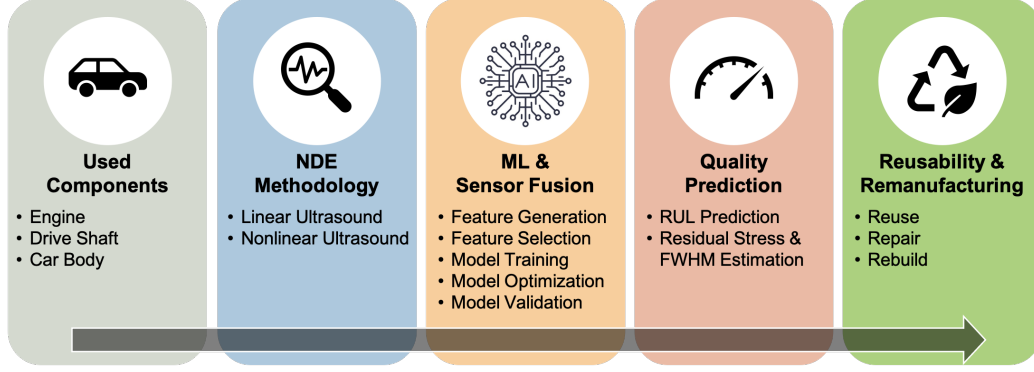 Used
Components
• Engine
• Drive Shaft
• Car Body
NDE
Methodology
• Linear Ultrasound
• Nonlinear Ultrasound
AI
ML &
Sensor Fusion
• Feature Generation
• Feature Selection
• Model Training
• Model Optimization
• Model Validation
Quality
Prediction
• RUL Prediction
• Residual Stress &
FWHM Estimation
Reusability &
Remanufacturing
• Reuse
• Repair
• Rebuild